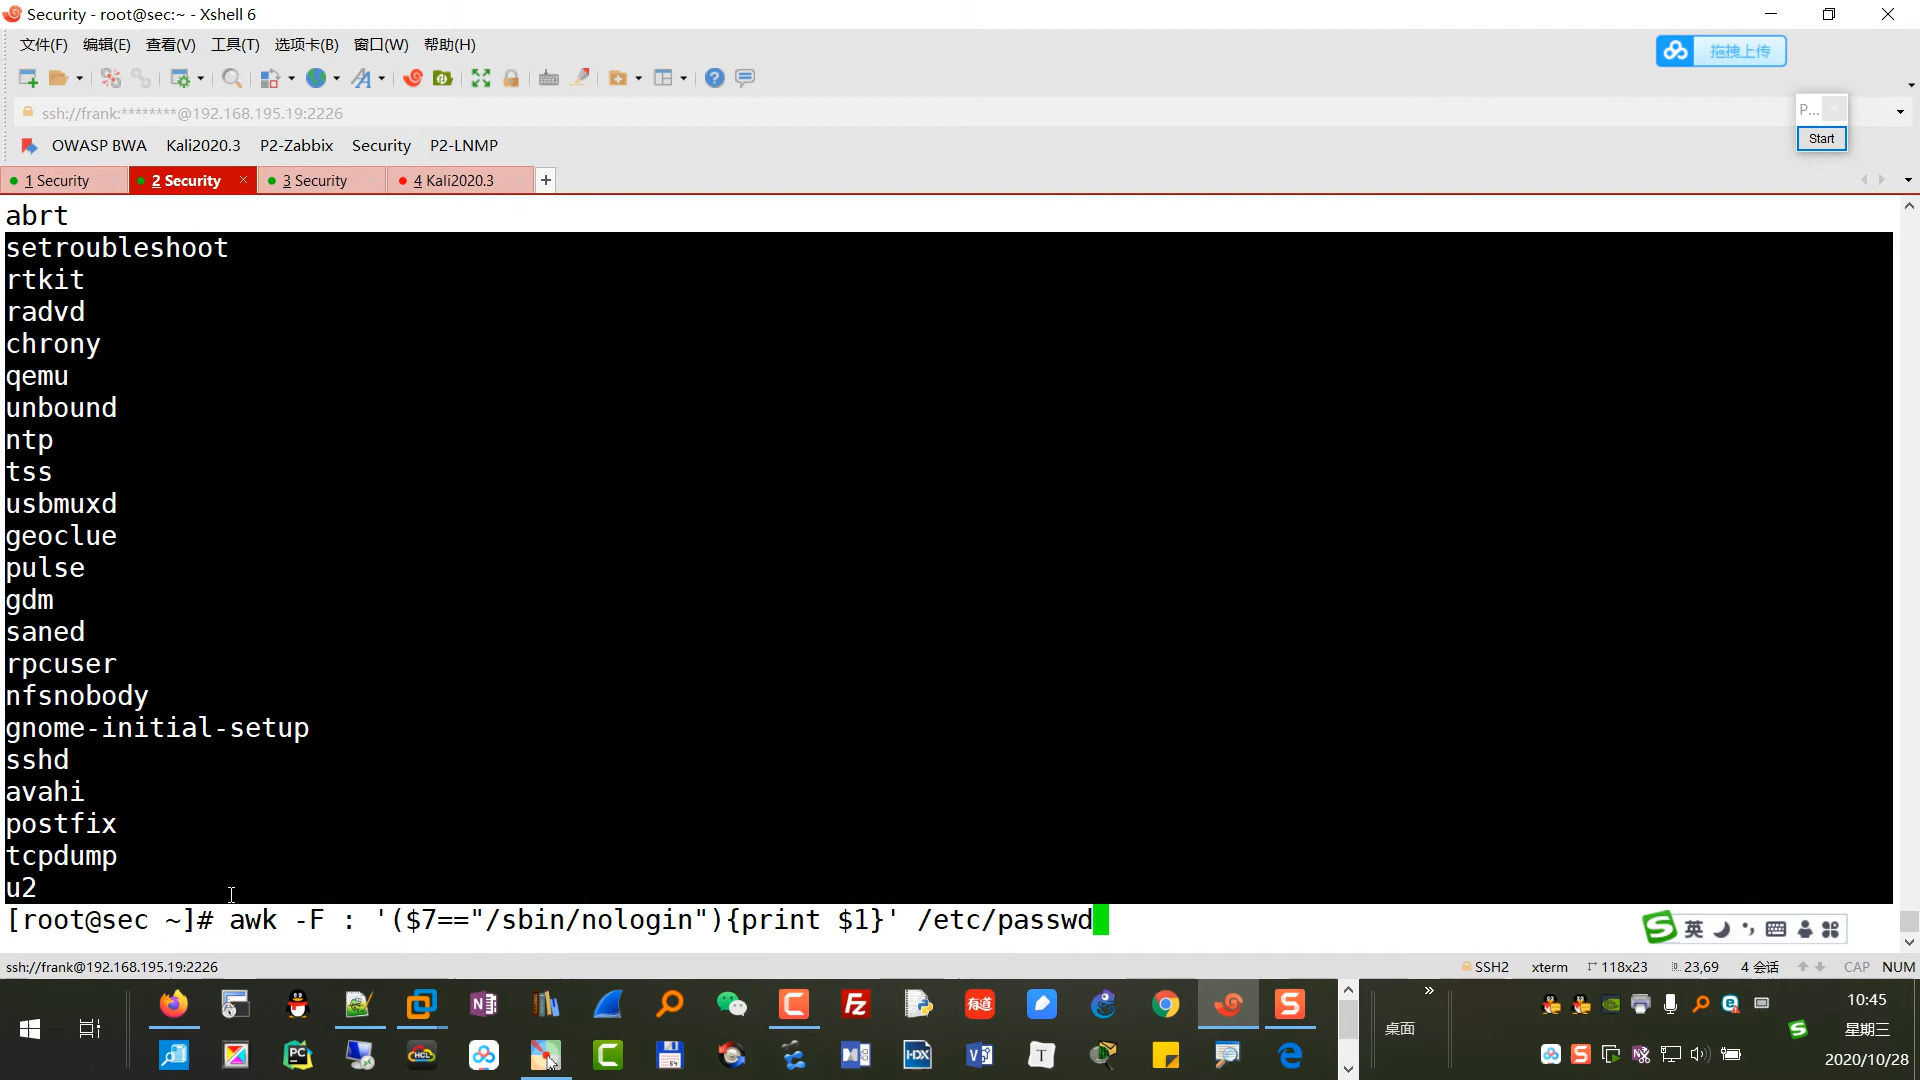 Security - root@sec:~ - Xshell 6
文件(F) 编辑(E) 查看(V) 工具(T) 选项卡(B) 窗口(W) 帮助(H)
拖拽上传
ssh://frank:********@192.168.195.19:2226
P...
Start
OWASP BWA Kali2020.3 P2-Zabbix Security P2-LNMP
1 Security 2 Security × 3 Security 4 Kali2020.3 +
abrt
setroubleshoot
rtkit
radvd
chrony
qemu
unbound
ntp
tss
usbmuxd
geoclue
pulse
gdm
saned
rpcuser
nfsnobody
gnome-initial-setup
sshd
avahi
postfix
tcpdump
u2
[root@sec ~]# awk -F : '($7=="/sbin/nologin"){print $1}' /etc/passwd
英
ssh://frank@192.168.195.19:2226 SSH2 xterm 118x23 23,69 4 会话 CAP NUM
桌面
10:45
星期三
2020/10/28